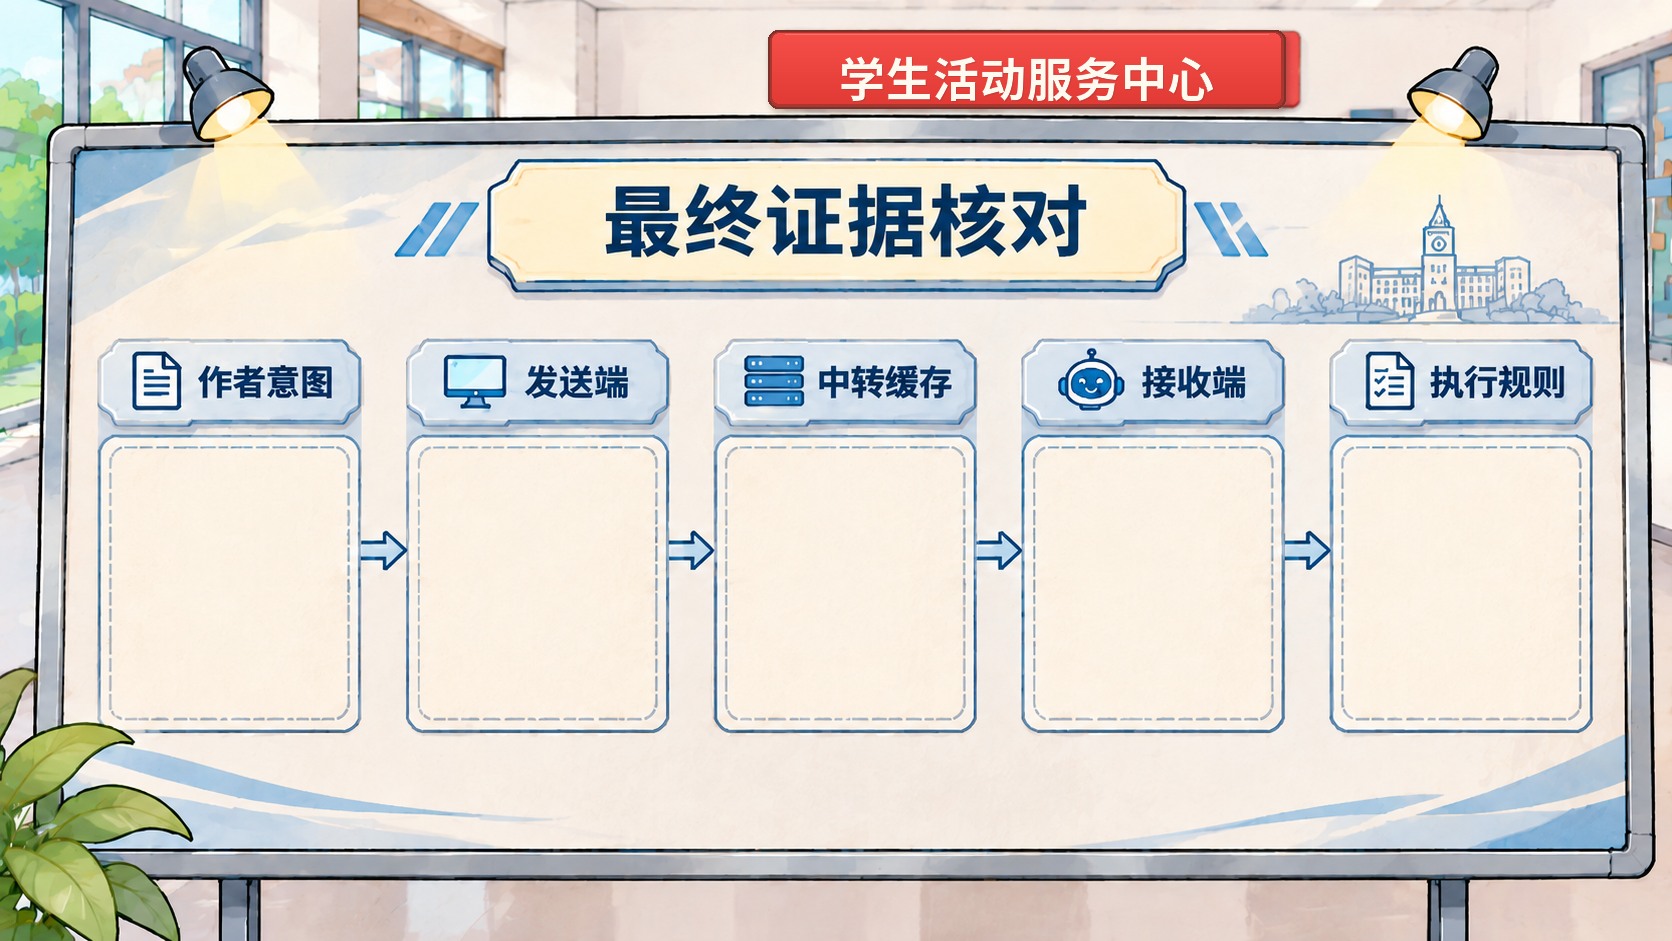 学生活动服务中心
最终证据核对
作者意图
发送端
中转缓存
接收端
执行规则